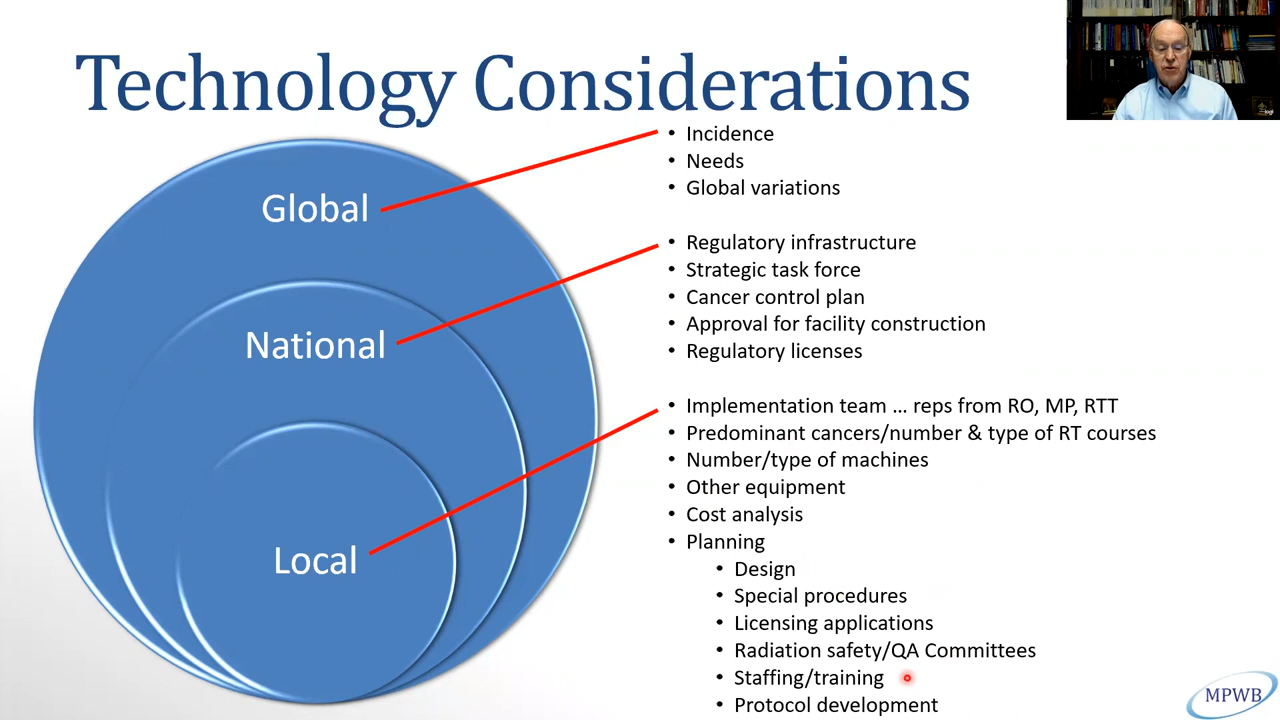 Technology Considerations
Global
• Incidence
• Needs
• Global variations
National
• Regulatory infrastructure
• Strategic task force
• Cancer control plan
• Approval for facility construction
• Regulatory licenses
Local
• Implementation team ... reps from RO, MP, RTT
• Predominant cancers/number & type of RT courses
• Number/type of machines
• Other equipment
• Cost analysis
• Planning
• Design
• Special procedures
• Licensing applications
• Radiation safety/QA Committees
• Staffing/training
• Protocol development
MPWB